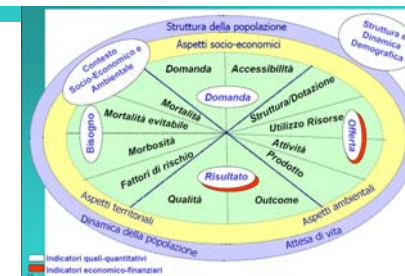 Struttura della popolazione
Aspetti socio-economici
Contesto
Socio-Economico e
Ambientale
Struttura e
Dinamica
Demografica
Domanda
Accessibilità
Domanda
Mortalità
Struttura/Dotazione
Mortalità evitabile
Utilizzo Risorse
Bisogno
Offerta
Morbosità
Attività
Fattori di rischio
Prodotto
Risultato
Qualità
Outcome
Aspetti territoriali
Aspetti ambientali
Dinamica della popolazione
Attesa di vita
Indicatori quali-quantitativi
Indicatori economico-finanziari